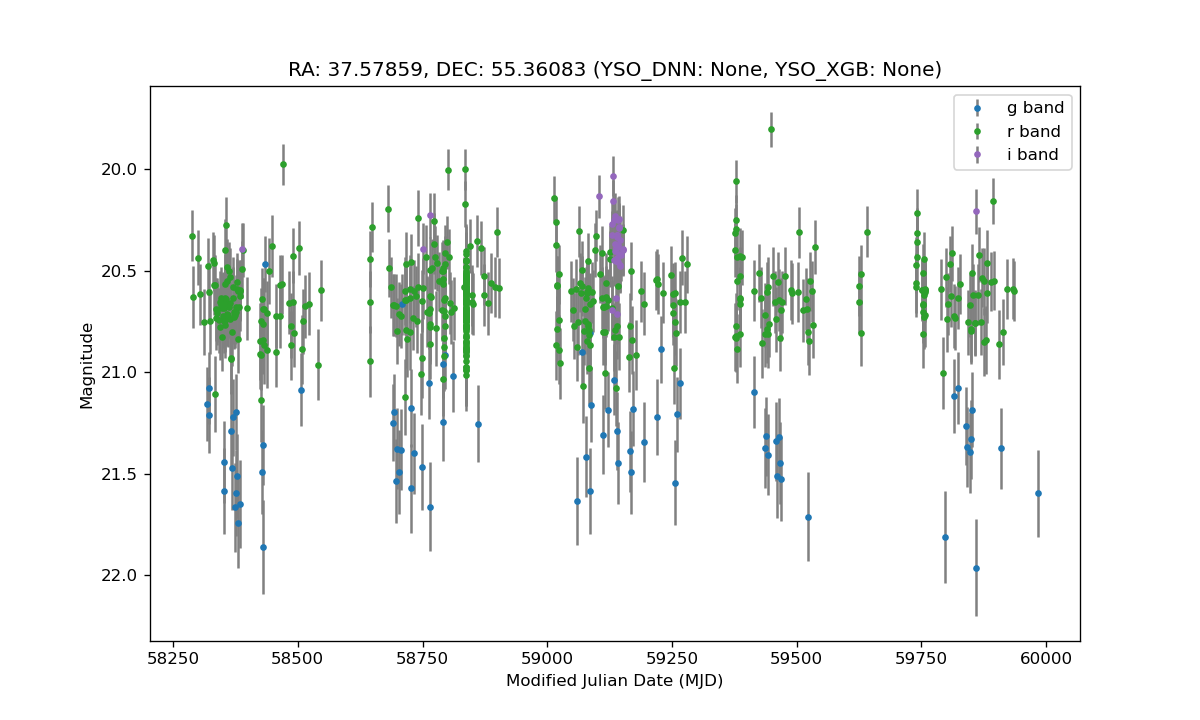 RA: 37.57859, DEC: 55.36083 (YSO_DNN: None, YSO_XGB: None)
g band
r band
i band
20.0
20.5
21.0
21.5
22.0
Magnitude
58250 58500 58750 59000 59250 59500 59750 60000
Modified Julian Date (MJD)